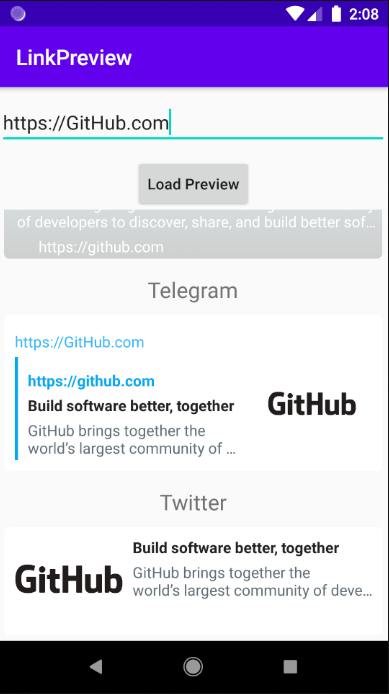 2:08
LinkPreview
https://GitHub.com
Load Preview
of developers to discover, share, and build better sof...
https://github.com
Telegram
https://GitHub.com
https://github.com
Build software better, together
GitHub
GitHub brings together the
world's largest community of ...
Twitter
Build software better, together
GitHub
GitHub brings together the
world's largest community of deve...